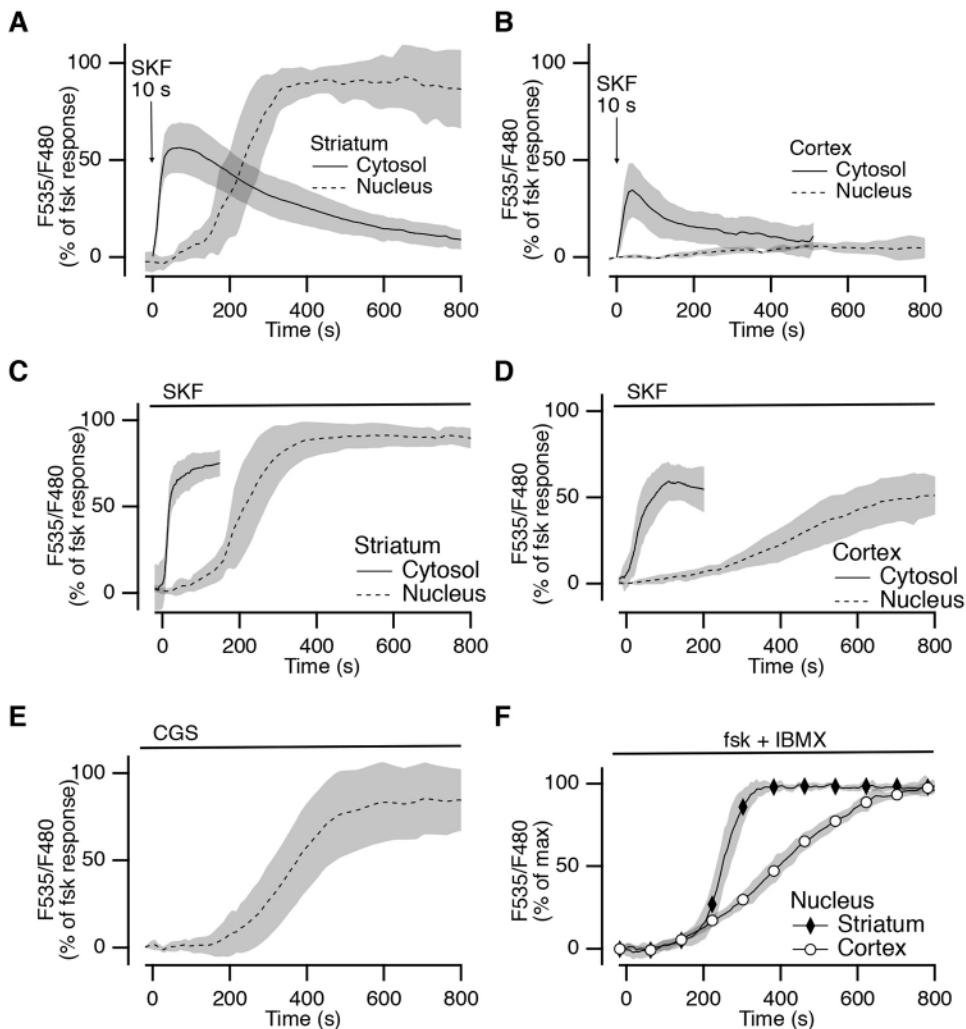 A
SKF
10 s
100
50
0
F535/F480
(% of fsk response)
Striatum
Cytosol
Nucleus
0 200 400 600 800
Time (s)
B
SKF
10 s
100
50
0
F535/F480
(% of fsk response)
Cortex
Cytosol
Nucleus
0 200 400 600 800
Time (s)
C
SKF
100
50
0
F535/F480
(% of fsk response)
Striatum
Cytosol
Nucleus
0 200 400 600 800
Time (s)
D
SKF
100
50
0
F535/F480
(% of fsk response)
Cortex
Cytosol
Nucleus
0 200 400 600 800
Time (s)
E
CGS
100
50
0
F535/F480
(% of fsk response)
0 200 400 600 800
Time (s)
F
fsk + IBMX
100
50
0
F535/F480
(% of max)
Nucleus
Striatum
Cortex
0 200 400 600 800
Time (s)